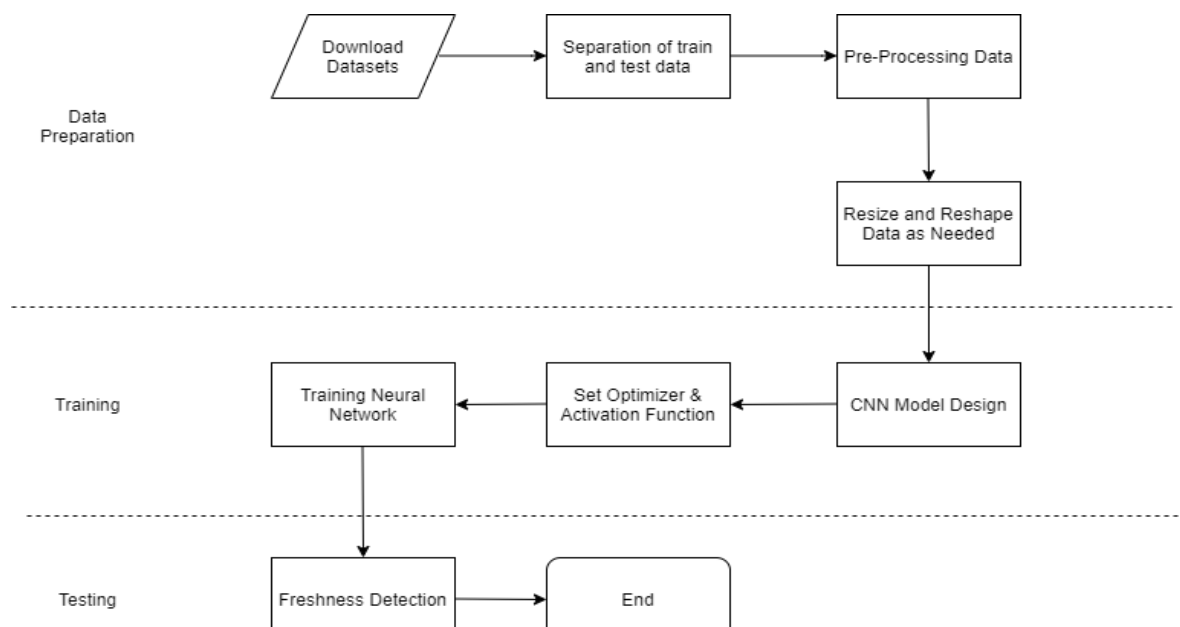 Download
Datasets
Separation of train
and test data
Pre-Processing Data
Data
Preparation
Resize and Reshape
Data as Needed
Training
Training Neural
Network
Set Optimizer &
Activation Function
CNN Model Design
Testing
Freshness Detection
End